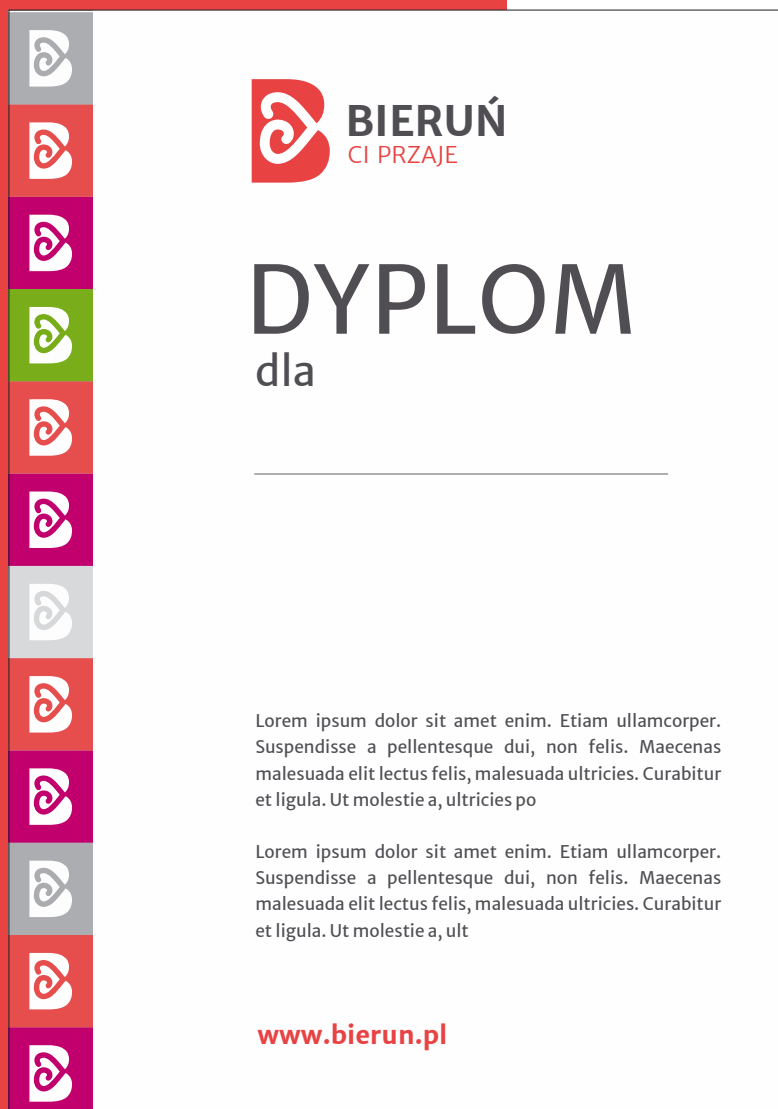 BIERUŃ
CI PRZAJE
DYPLOM
dla
Lorem ipsum dolor sit amet enim. Etiam ullamcorper.
Suspendisse a pellentesque dui, non felis. Maecenas
malesuada elit lectus felis, malesuada ultricies. Curabitur
et ligula. Ut molestie a, ultricies po
Lorem ipsum dolor sit amet enim. Etiam ullamcorper.
Suspendisse a pellentesque dui, non felis. Maecenas
malesuada elit lectus felis, malesuada ultricies. Curabitur
et ligula. Ut molestie a, ult
www.bierun.pl